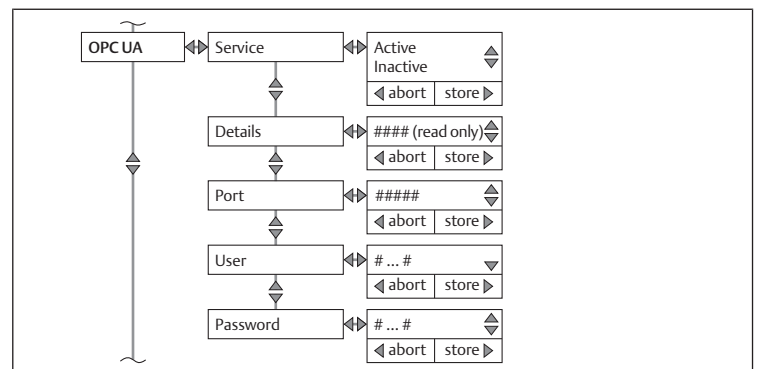 OPC UA
Service
Active
Inactive
abort store
Details
#### (read only)
abort store
Port
#####
abort store
User
# ... #
abort store
Password
# ... #
abort store